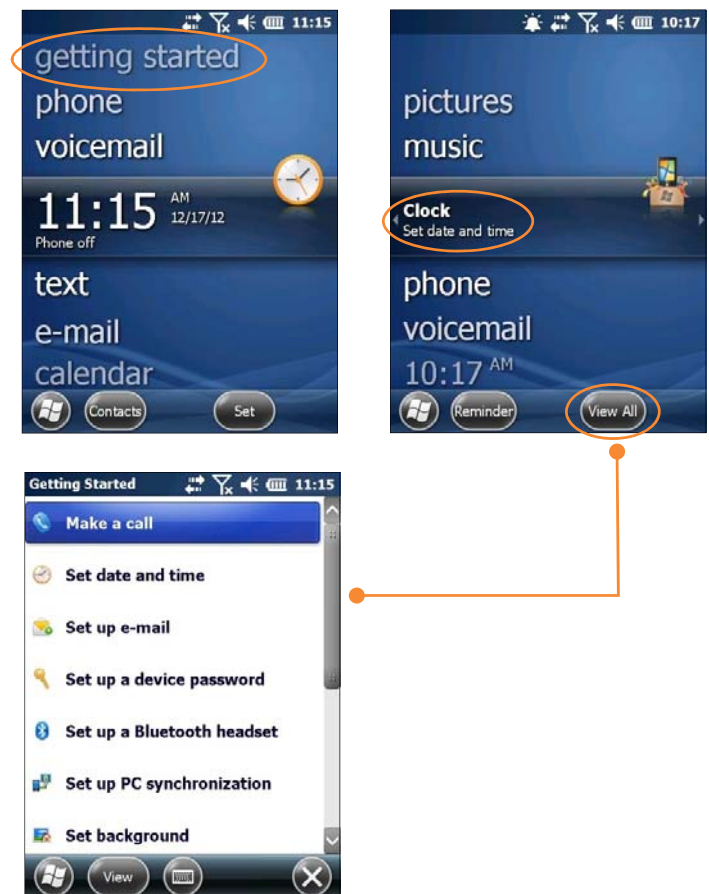 11:15
getting started
phone
voicemail
11:15 AM
12/17/12
Phone off
text
e-mail
calendar
Contacts
Set
10:17
pictures
music
Clock
Set date and time
phone
voicemail
10:17 AM
Reminder
View All
Getting Started 11:15
Make a call
Set date and time
Set up e-mail
Set up a device password
Set up a Bluetooth headset
Set up PC synchronization
Set background
View